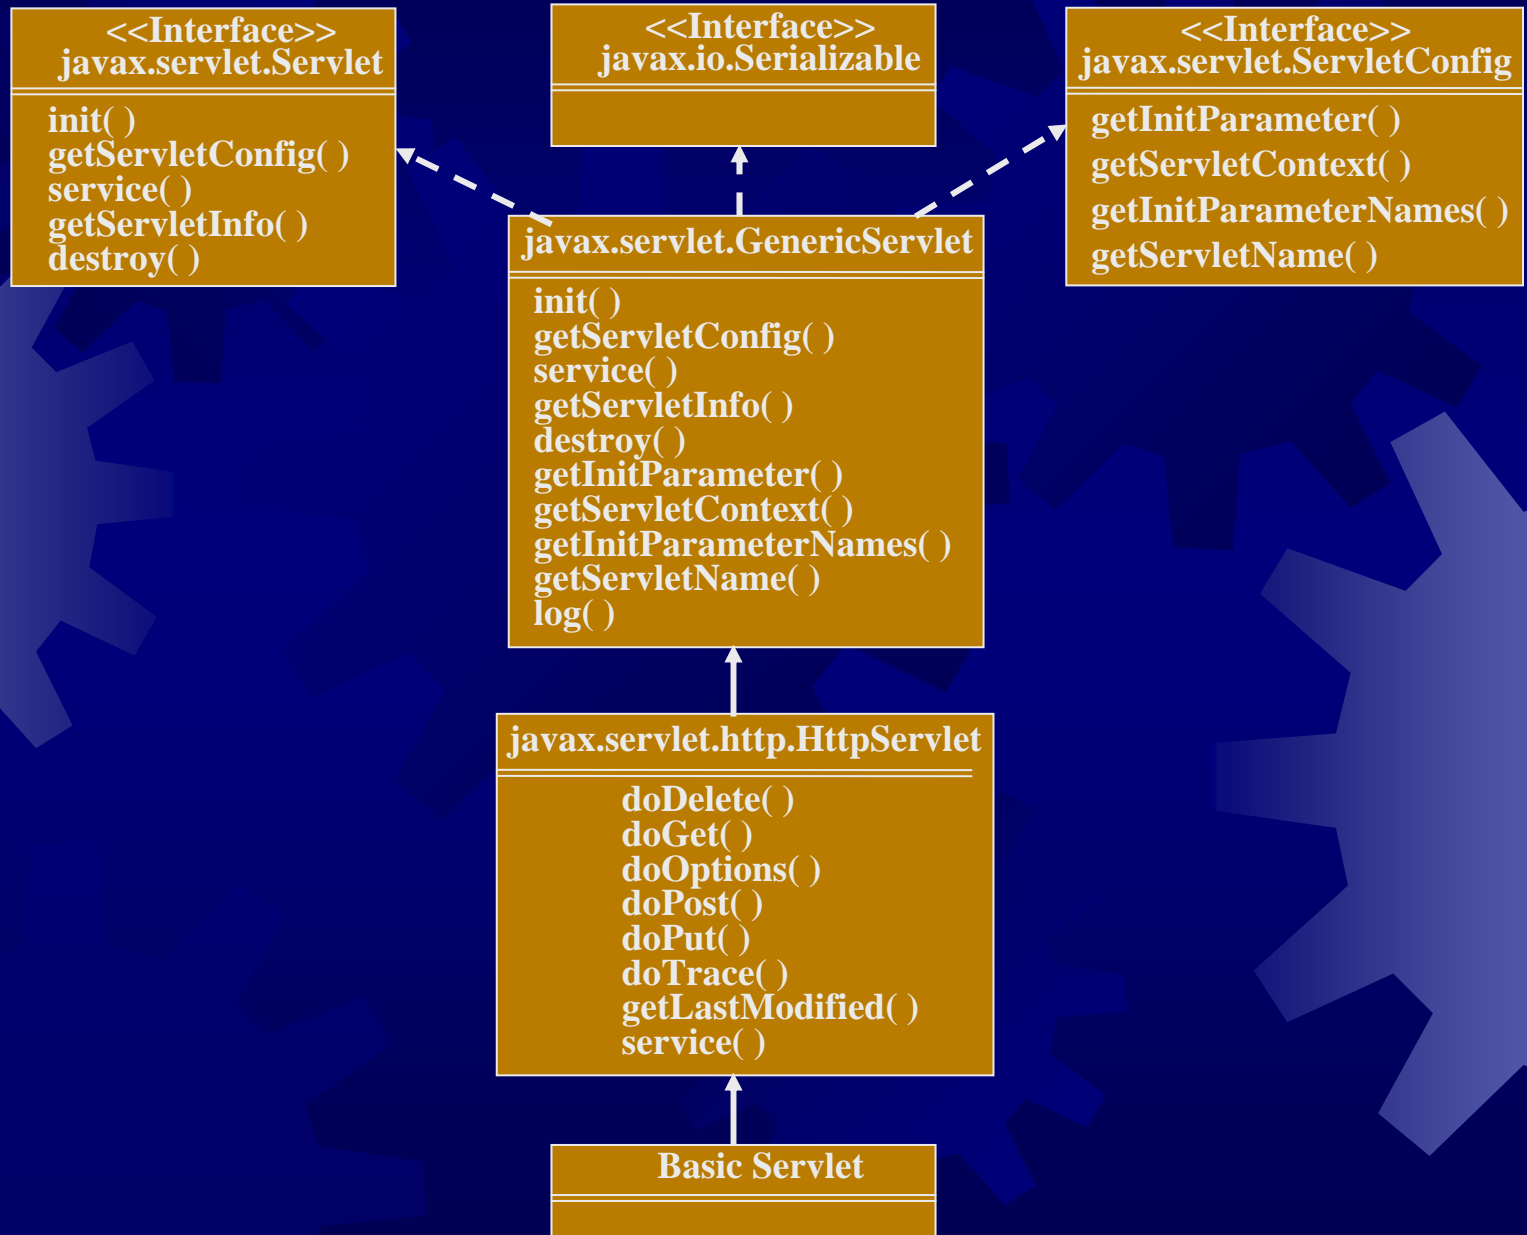 <<Interface>>
javax.servlet.Servlet
init( )
getServletConfig( )
service( )
getServletInfo( )
destroy( )
<<Interface>>
javax.io.Serializable
<<Interface>>
javax.servlet.ServletConfig
getInitParameter( )
getServletContext( )
getInitParameterNames( )
getServletName( )
javax.servlet.GenericServlet
init( )
getServletConfig( )
service( )
getServletInfo( )
destroy( )
getInitParameter( )
getServletContext( )
getInitParameterNames( )
getServletName( )
log( )
javax.servlet.http.HttpServlet
doDelete( )
doGet( )
doOptions( )
doPost( )
doPut( )
doTrace( )
getLastModified( )
service( )
Basic Servlet